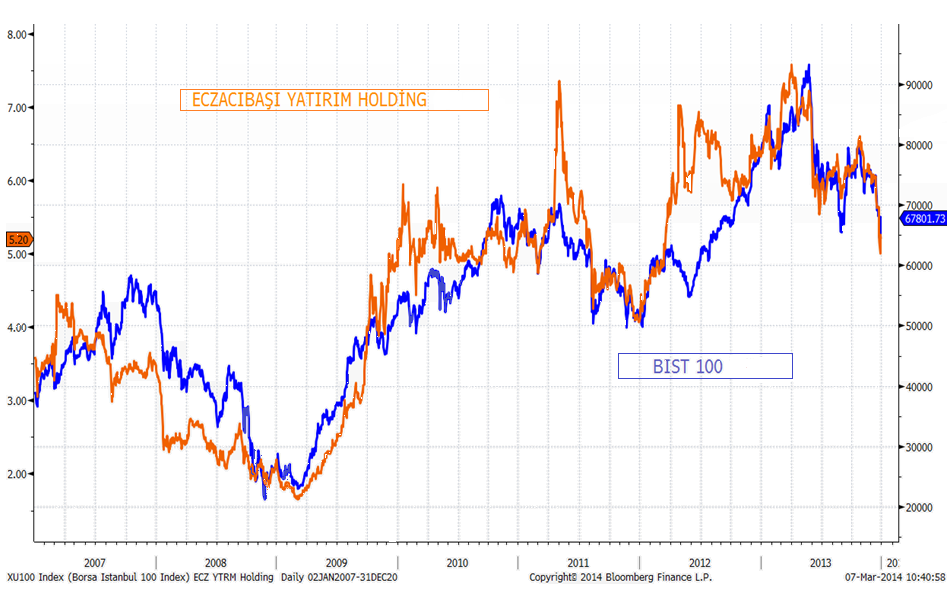 8.00
ECZACIBAŞI YATIRIM HOLDİNG
90000
7.00
80000
6.00
70000
67801.73
5.20
5.00
60000
4.00
50000
BIST 100
3.00
40000
30000
2.00
20000
2007 2008 2009 2010 2011 2012 2013 20
XU100 Index (Borsa Istanbul 100 Index) ECZ YTRM Holding Daily 02JAN2007-31DEC20
Copyright© 2014 Bloomberg Finance L.P.
07-Mar-2014 10:40:58